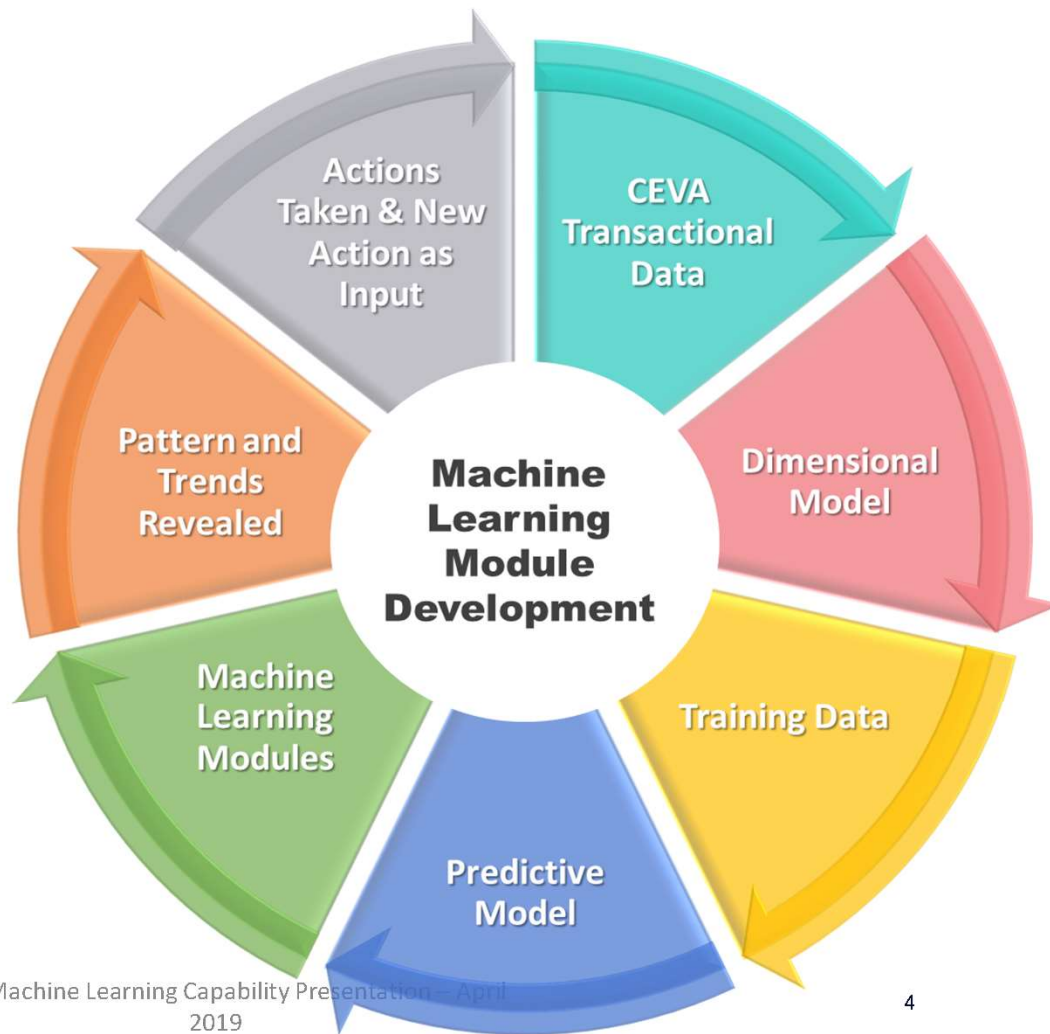 CEVA
Transactional
Data
Dimensional
Model
Training Data
Predictive
Model
Machine
Learning
Modules
Pattern and
Trends
Revealed
Actions
Taken & New
Action as
Input
Machine
Learning
Module
Development
Machine Learning Capability Presentation – April
2019
4